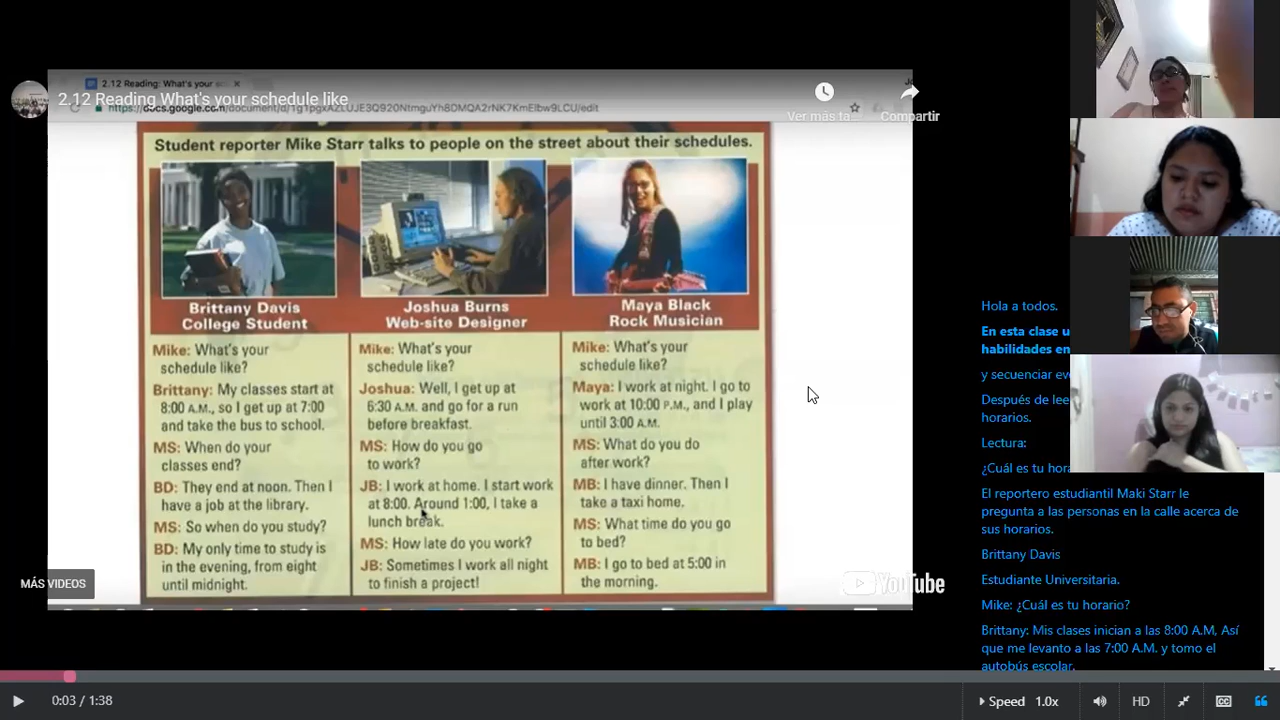 2.12 Reading: What's your
2.12 Reading What's your schedule like
Ver más ta...
Compartir
Student reporter Mike Starr talks to people on the street about their schedules.
Brittany Davis
College Student
Mike: What's your
schedule like?
Brittany: My classes start at
8:00 A.M., so I get up at 7:00
and take the bus to school.
MS: When do your
classes end?
BD: They end at noon. Then I
have a job at the library.
MS: So when do you study?
BD: My only time to study is
in the evening, from eight
until midnight.
Joshua Burns
Web-site Designer
Mike: What's your
schedule like?
Joshua: Well, I get up at
6:30 A.M. and go for a run
before breakfast.
MS: How do you go
to work?
JB: I work at home. I start work
at 8:00. Around 1:00, I take a
lunch break.
MS: How late do you work?
JB: Sometimes I work all night
to finish a project!
Maya Black
Rock Musician
Mike: What's your
schedule like?
Maya: I work at night. I go to
work at 10:00 P.M., and I play
until 3:00 A.M.
MS: What do you do
after work?
MB: I have dinner. Then I
take a taxi home.
MS: What time do you go
to bed?
MB: I go to bed at 5:00 in
the morning.
MÁS VIDEOS
YouTube
Hola a todos.
En esta clase
habilidades en
y secuenciar
Después de
horarios.
Lectura:
¿Cuál es tu
El reportero estudiantil Maki Starr le
pregunta a las personas en la calle acerca de
sus horarios.
Brittany Davis
Estudiante Universitaria.
Mike: ¿Cuál es tu horario?
Brittany: Mis clases inician a las 8:00 A.M, Así
que me levanto a las 7:00 A.M. y tomo el
autobús escolar.
0:03 / 1:38
Speed 1.0x
HD
CC